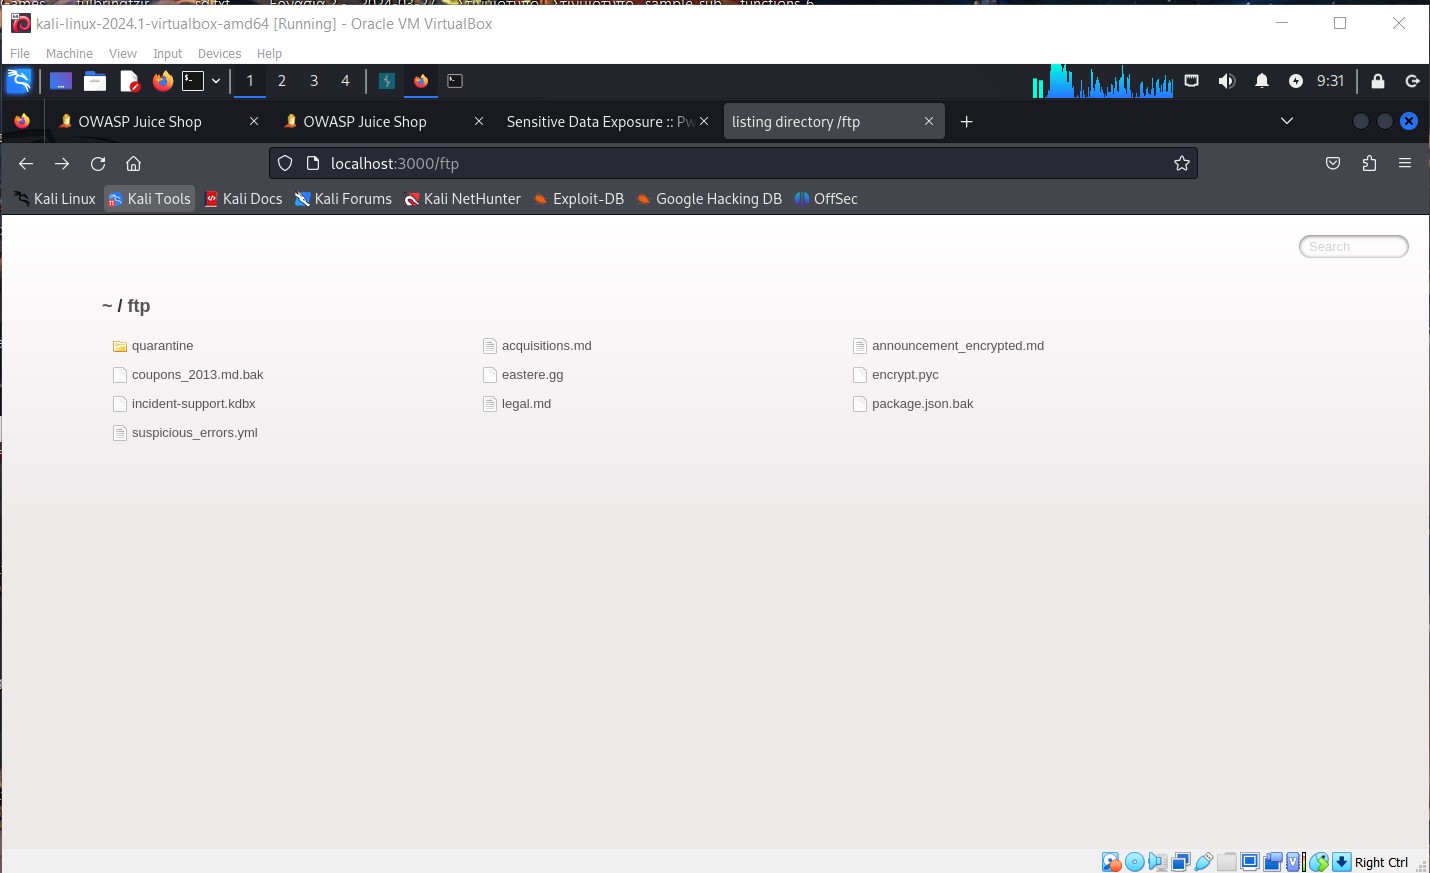 kali-linux-2024.1-virtualbox-amd64 [Running] - Oracle VM VirtualBox
File Machine View Input Devices Help
1 2 3 4 9:31
OWASP Juice Shop OWASP Juice Shop Sensitive Data Exposure :: Pw listing directory /ftp
localhost:3000/ftp
Kali Linux Kali Tools Kali Docs Kali Forums Kali NetHunter Exploit-DB Google Hacking DB OffSec
Search
~ / ftp
quarantine acquisitions.md announcement_encrypted.md
coupons_2013.md.bak eastere.gg encrypt.pyc
incident-support.kdbx legal.md package.json.bak
suspicious_errors.yml
Right Ctrl